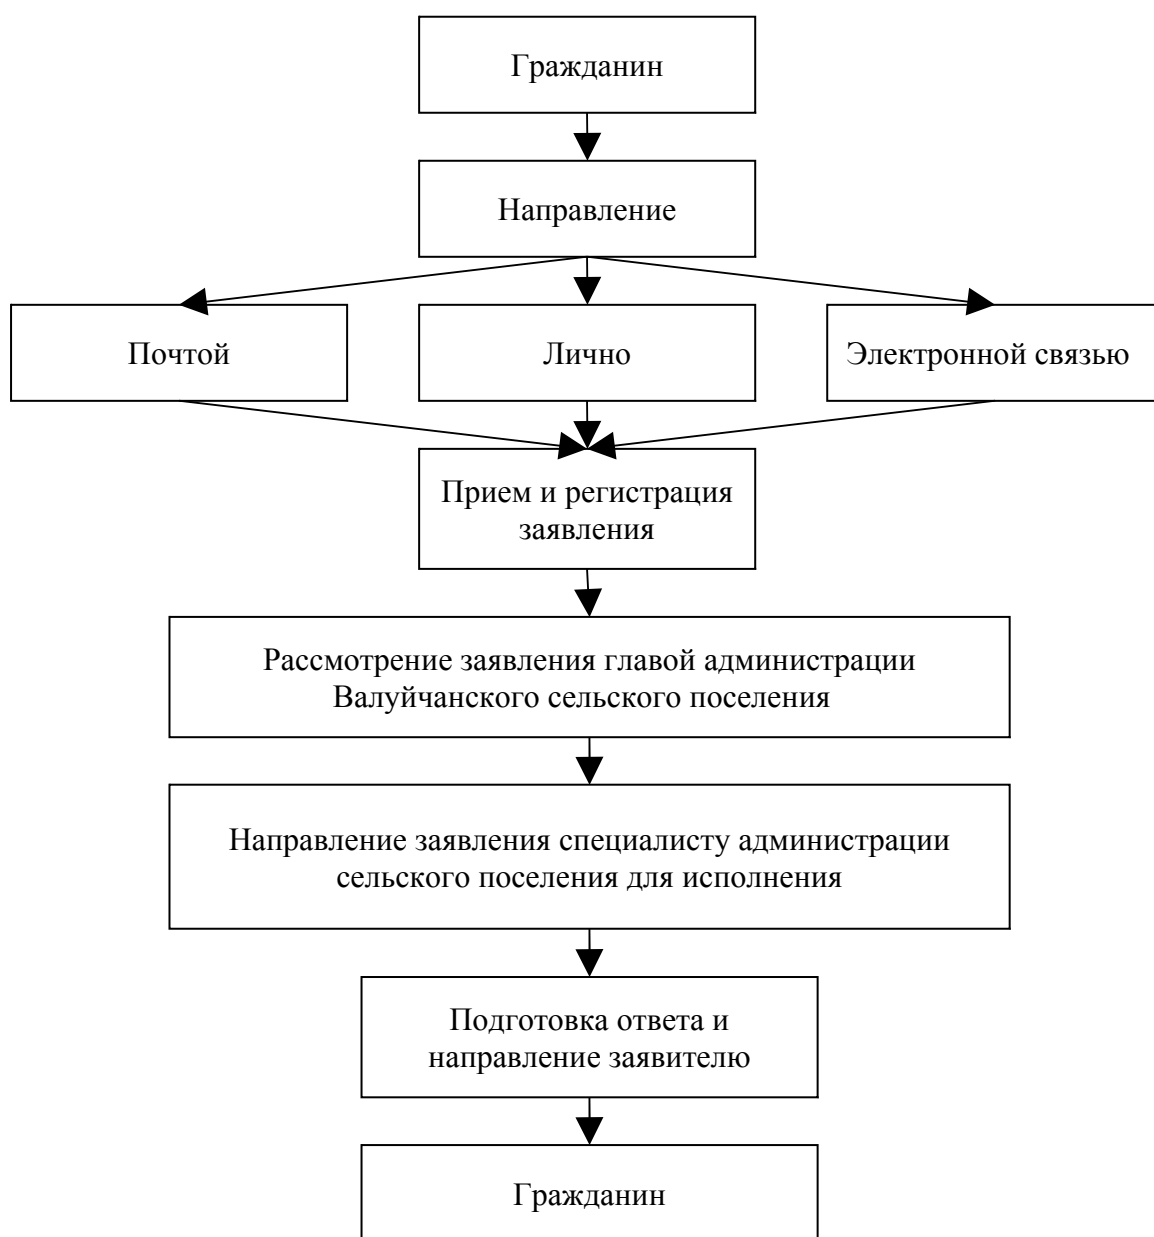 Гражданин
Направление
Почтой
Лично
Электронной связью
Прием и регистрация
заявления
Рассмотрение заявления главой администрации
Валуйчанского сельского поселения
Направление заявления специалисту администрации
сельского поселения для исполнения
Подготовка ответа и
направление заявителю
Гражданин